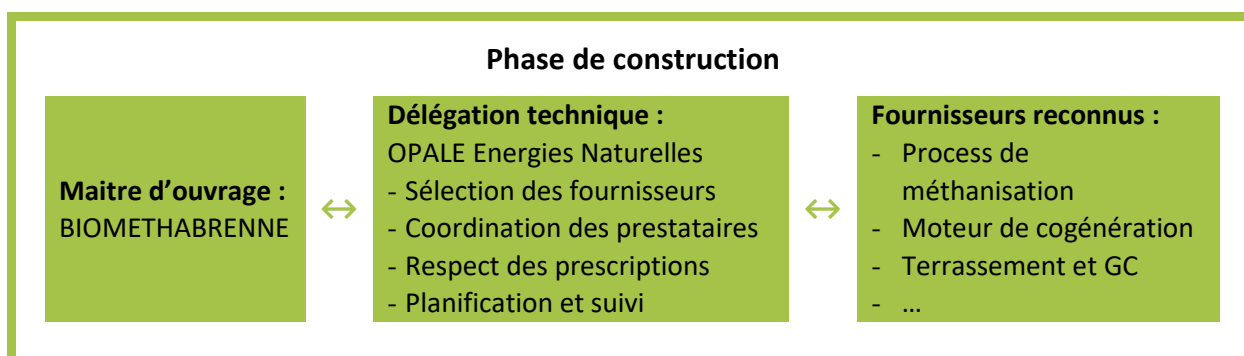 Phase de construction
Maitre d’ouvrage :
BIOMETHABRENNE
↔
Délégation technique :
OPALE Energies Naturelles
- Sélection des fournisseurs
- Coordination des prestataires
- Respect des prescriptions
- Planification et suivi
↔
Fournisseurs reconnus :
- Process de
méthanisation
- Moteur de cogénération
- Terrassement et GC
- …